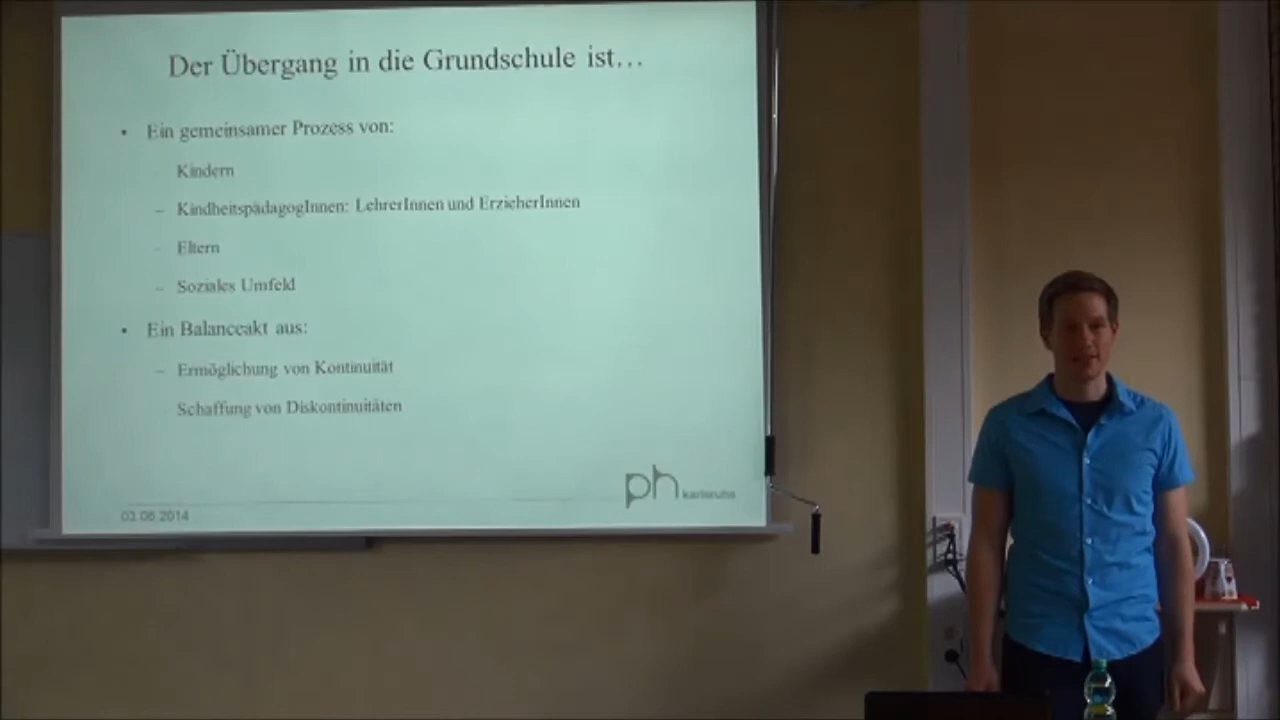 Der Übergang in die Grundschule ist…
• Ein gemeinsamer Prozess von:
- Kindern
– KindheitspädagogInnen: LehrerInnen und ErzieherInnen
- Eltern
– Soziales Umfeld
• Ein Balanceakt aus:
– Ermöglichung von Kontinuität
Schaffung von Diskontinuitäten
ph karlsruhe
03.06.2014